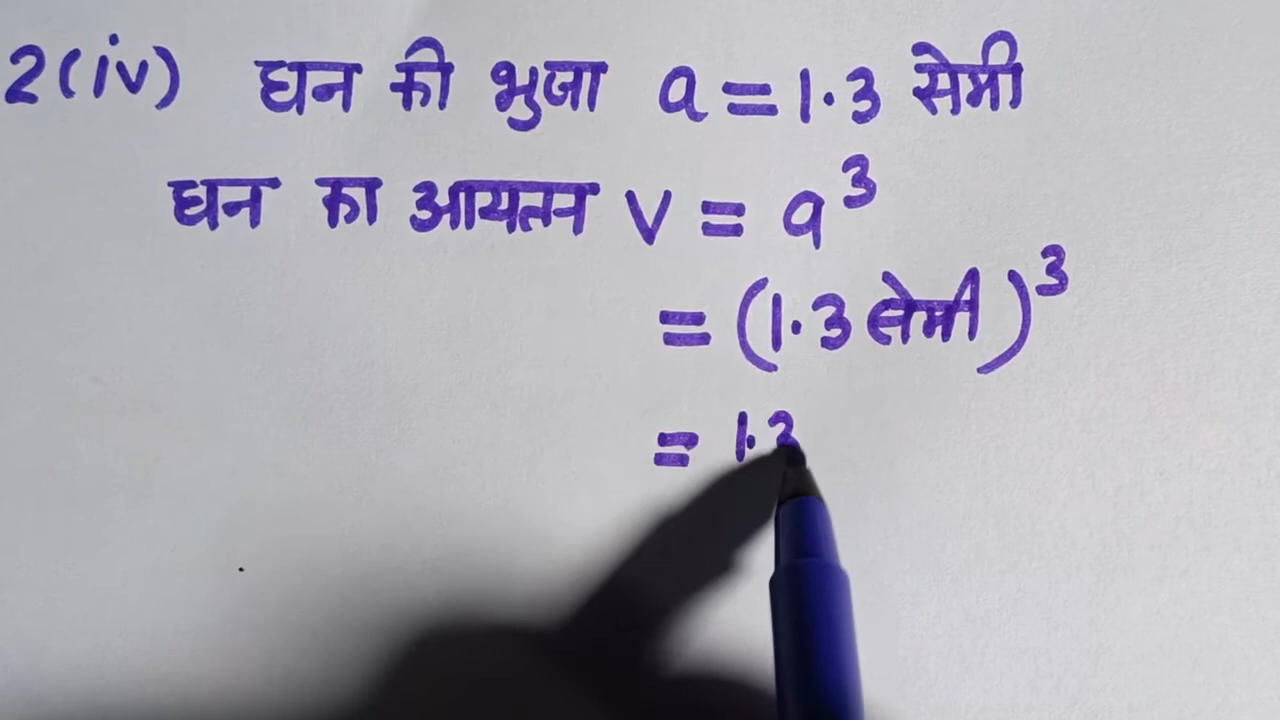 2(iv) घन की भुजा a = 1.3 सेमी
घन का आयतन V = a³
= (1.3 सेमी)³
= 1.3